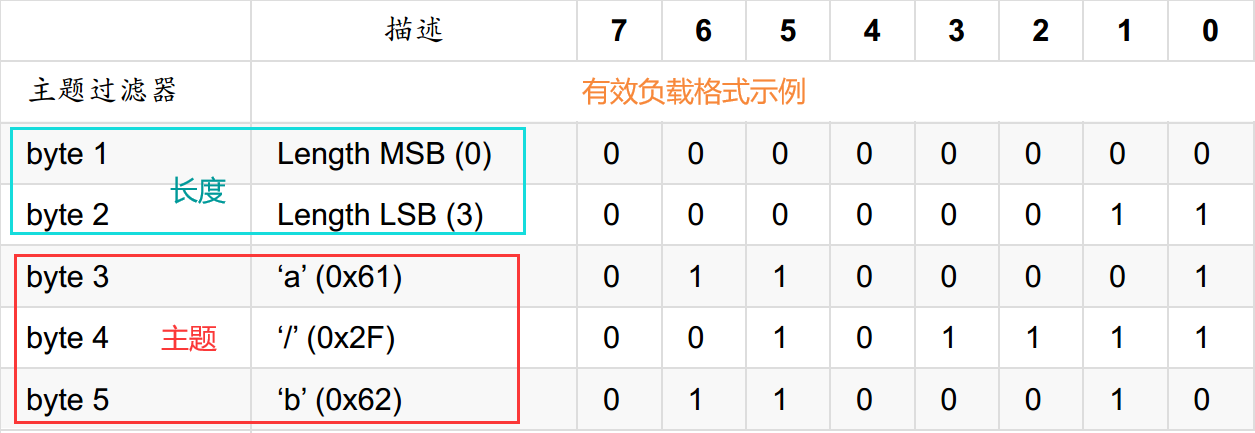 描述 7 6 5 4 3 2 1 0
主题过滤器 有效负载格式示例
byte 1 Length MSB (0) 0 0 0 0 0 0 0 0
长度
byte 2 Length LSB (3) 0 0 0 0 0 0 1 1
byte 3 ‘a’ (0x61) 0 1 1 0 0 0 0 1
byte 4 主题 ‘/’ (0x2F) 0 0 1 0 1 1 1 1
byte 5 ‘b’ (0x62) 0 1 1 0 0 0 1 0